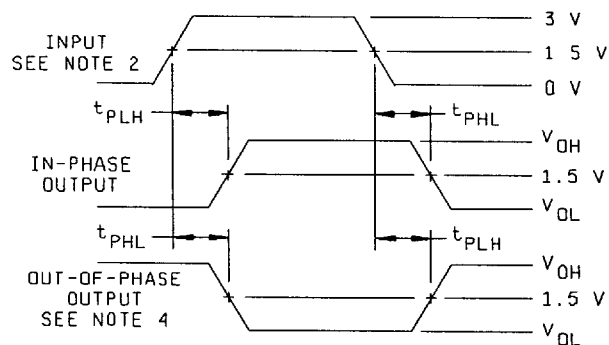 3 V
INPUT
SEE NOTE 2
1 5 V
0 V
tPLH
tPHL
VOH
IN-PHASE
OUTPUT
1.5 V
VOL
tPHL
tPLH
OUT-OF-PHASE
OUTPUT
SEE NOTE 4
VOH
1.5 V
VOL